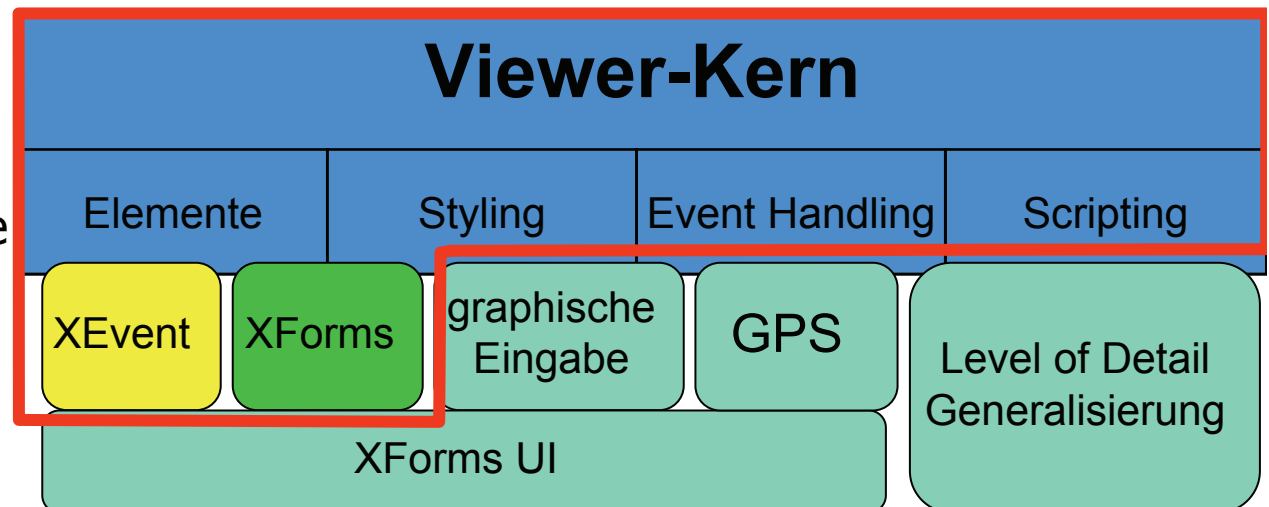 Viewer-Kern
Elemente
Styling
Event Handling
Scripting
e
XEvent
XForms
graphische
Eingabe
GPS
Level of Detail
Generalisierung
XForms UI